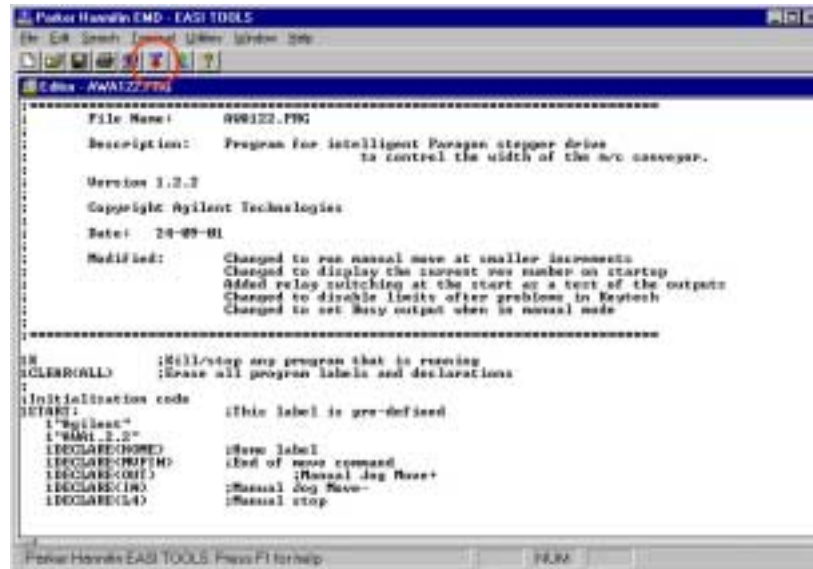 Parker Hannifin EMD - EASI TOOLS
File Edit Search Terminal Utilities Window Help
Editor - AWA122.PRG
; File Name: AWA122.PRG
; Description: Program for intelligent Paragon stepper drive
; to control the width of the m/c conveyor.
; Version 1.2.2
; Copyright Agilent Technologies
; Date: 24-09-01
; Modified: Changed to run manual move at smaller increments
; Changed to display the current rev number on startup
; Added relay switching at the start as a test of the outputs
; Changed to disable limits after problems in Keytech
; Changed to set Busy output when in manual mode
1K ;Kill/stop any program that is running
1CLEAR(ALL) ;Erase all program labels and declarations
;
;Initialisation code
1START: ;This label is pre-defined
1"Agilent"
1"AWA1.2.2"
1DECLARE(HOME) ;Home label
1DECLARE(MVFIN) ;End of move command
1DECLARE(OUT) ;Manual Jog Move+
1DECLARE(IN) ;Manual Jog Move-
1DECLARE(L4) ;Manual stop
Parker Hannifin EASI TOOLS. Press F1 for help NUM